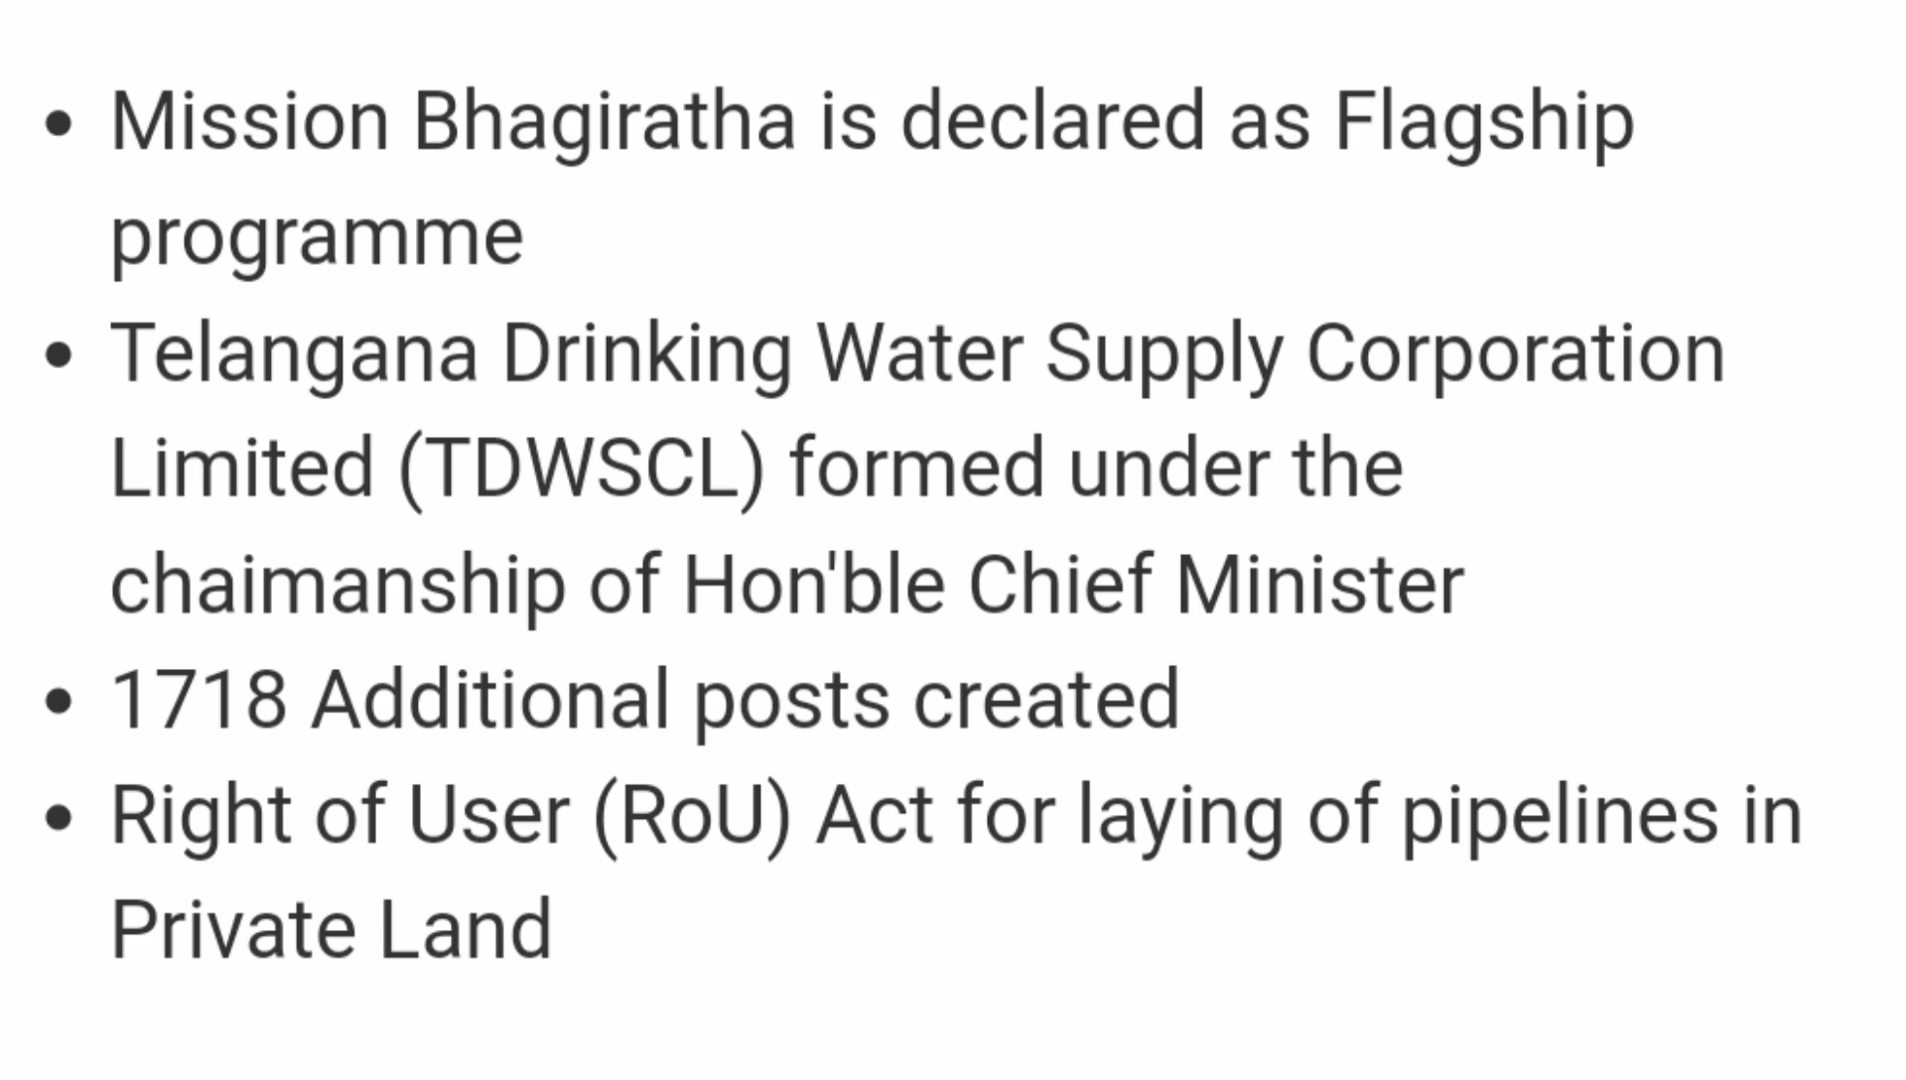 • Mission Bhagiratha is declared as Flagship
programme
• Telangana Drinking Water Supply Corporation
Limited (TDWSCL) formed under the
chaimanship of Hon'ble Chief Minister
• 1718 Additional posts created
• Right of User (RoU) Act for laying of pipelines in
Private Land